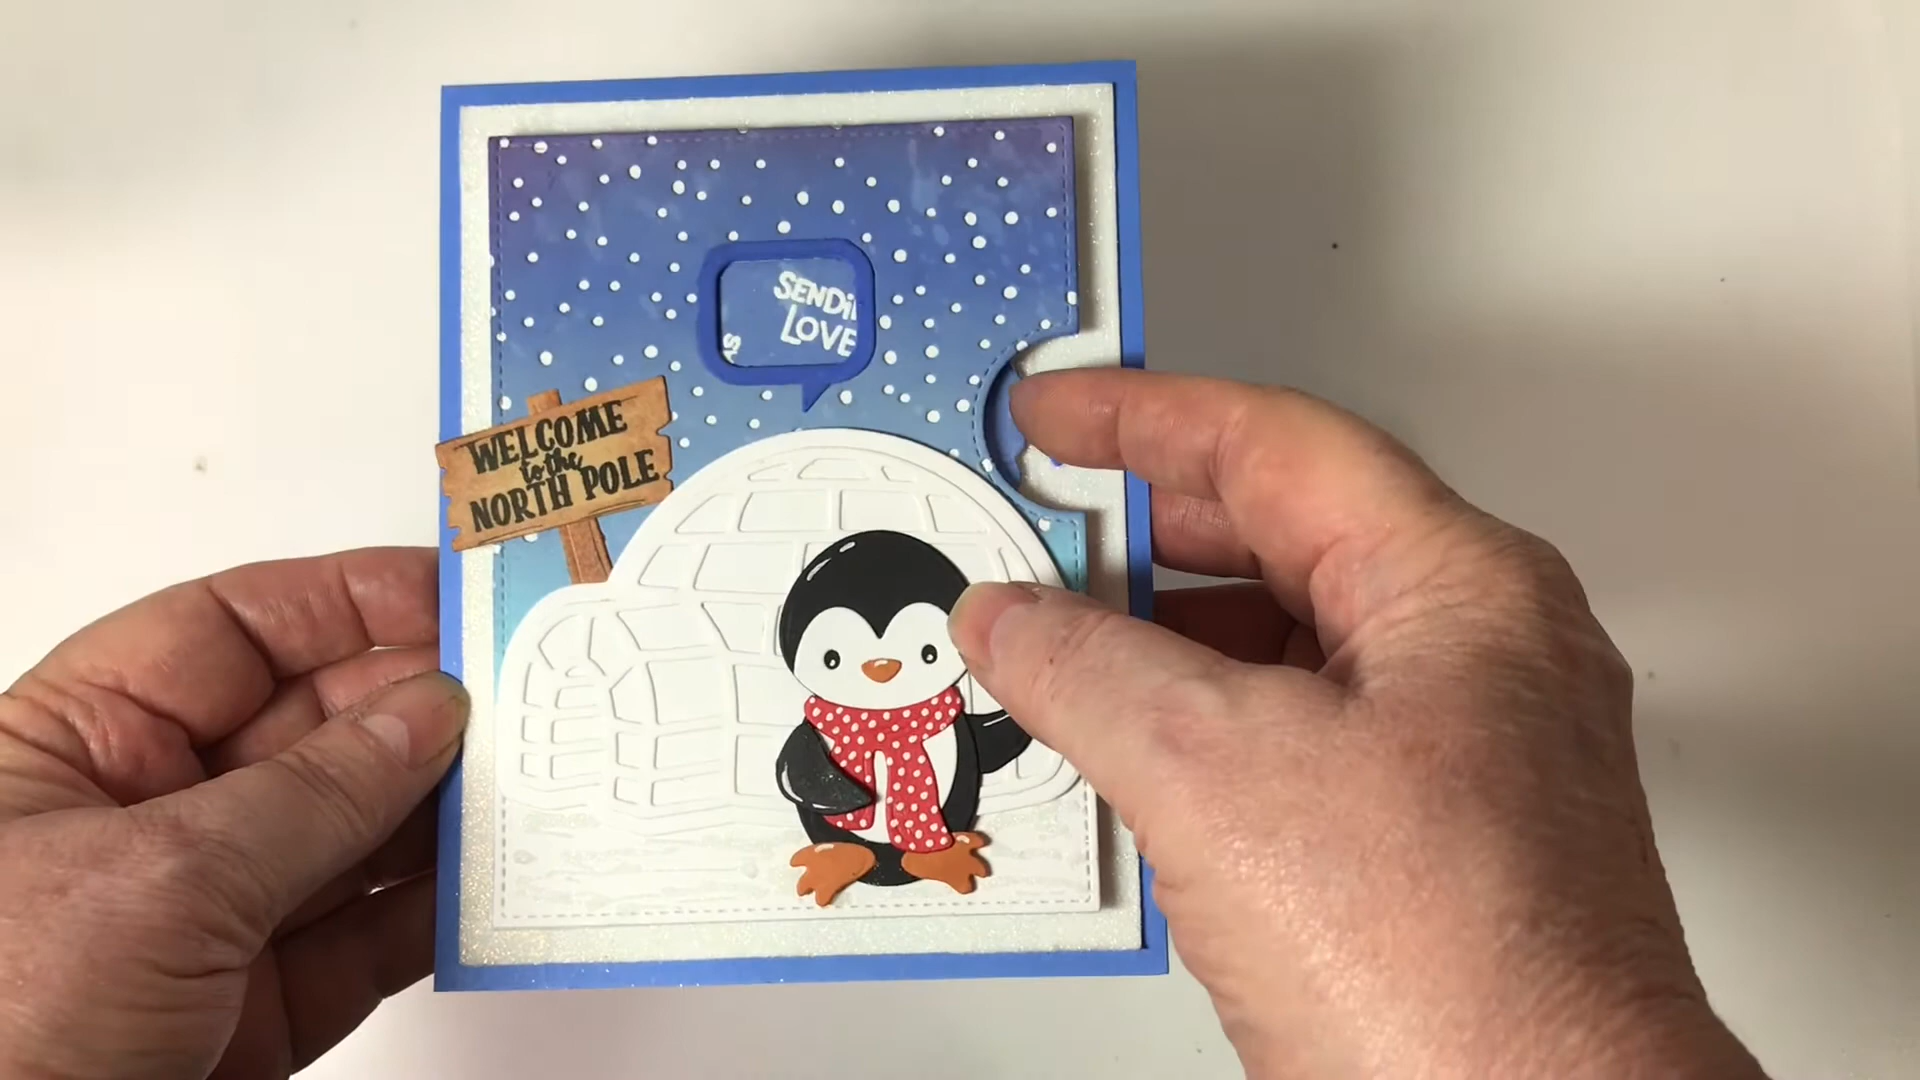 SENDI
LOVE
WELCOME
to the
NORTH POLE